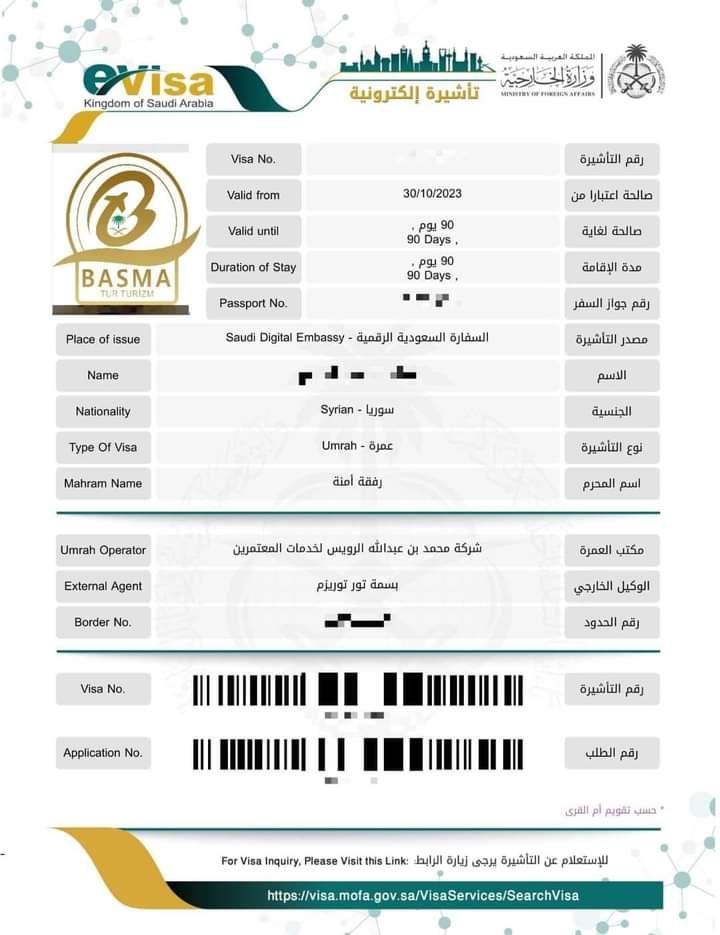 evisa
Kingdom of Saudi Arabia
تأشيرة إلكترونية
المملكة العربية السعودية
وزارة الخارجية
MINISTRY OF FOREIGN AFFAIRS
B
BASMA
TUR TURIZM
Visa No. رقم التأشيرة
Valid from 30/10/2023 صالحة اعتبارا من
Valid until 90 يوم , صالحة لغاية
90 Days ,
Duration of Stay 90 يوم , مدة الإقامة
90 Days ,
Passport No. رقم جواز السفر
Place of issue Saudi Digital Embassy - السفارة السعودية الرقمية مصدر التأشيرة
Name الاسم
Nationality Syrian - سوريا الجنسية
Type Of Visa Umrah - عمرة نوع التأشيرة
Mahram Name رفقة أمنة اسم المحرم
Umrah Operator شركة محمد بن عبدالله الرويس لخدمات المعتمرين مكتب العمرة
External Agent بسمة تور توريزم الوكيل الخارجي
Border No. رقم الحدود
Visa No. رقم التأشيرة
Application No. رقم الطلب
* حسب تقويم أم القرى
For Visa Inquiry, Please Visit this Link: للإستعلام عن التأشيرة يرجى زيارة الرابط:
https://visa.mofa.gov.sa/VisaServices/SearchVisa